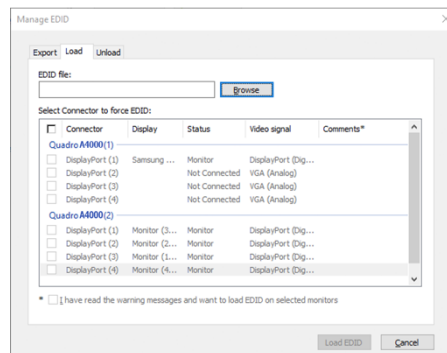 Manage EDID
Export Load Unload
EDID file:
Browse
Select Connector to force EDID:
Connector Display Status Video signal Comments*
Quadro A4000(1)
DisplayPort (1) Samsung ... Monitor DisplayPort (Dig...
DisplayPort (2) Not Connected VGA (Analog)
DisplayPort (3) Not Connected VGA (Analog)
DisplayPort (4) Not Connected VGA (Analog)
Quadro A4000(2)
DisplayPort (1) Monitor (3... Monitor DisplayPort (Dig...
DisplayPort (2) Monitor (2... Monitor DisplayPort (Dig...
DisplayPort (3) Monitor (1... Monitor DisplayPort (Dig...
DisplayPort (4) Monitor (4... Monitor DisplayPort (Dig...
* I have read the warning messages and want to load EDID on selected monitors
Load EDID Cancel